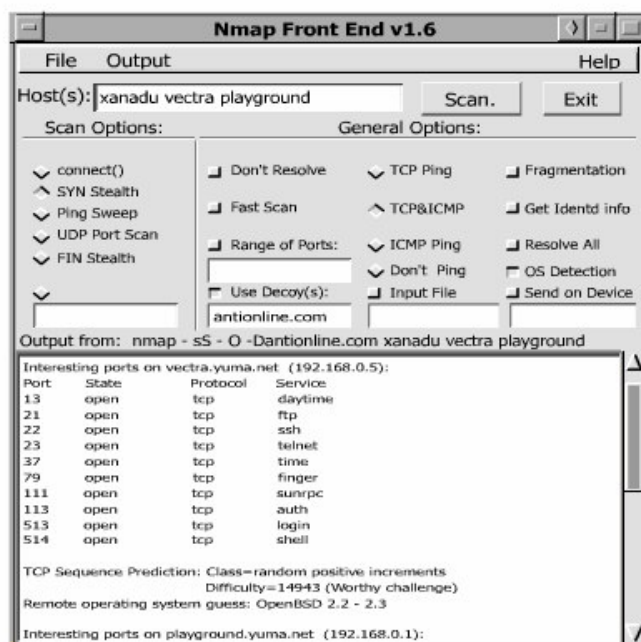 Nmap Front End v1.6
File Output Help
Host(s): xanadu vectra playground Scan. Exit
Scan Options: General Options:
connect() Don't Resolve TCP Ping Fragmentation
SYN Stealth
Ping Sweep Fast Scan TCP&ICMP Get Identd info
UDP Port Scan Range of Ports: ICMP Ping Resolve All
FIN Stealth
Don't Ping OS Detection
Use Decoy(s): Input File Send on Device
antionline.com
Output from: nmap - sS - O -Dantionline.com xanadu vectra playground
Interesting ports on vectra.yuma.net (192.168.0.5):
Port State Protocol Service
13 open tcp daytime
21 open tcp ftp
22 open tcp ssh
23 open tcp telnet
37 open tcp time
79 open tcp finger
111 open tcp sunrpc
113 open tcp auth
513 open tcp login
514 open tcp shell
TCP Sequence Prediction: Class=random positive increments
Difficulty=14943 (Worthy challenge)
Remote operating system guess: OpenBSD 2.2 - 2.3
Interesting ports on playground.yuma.net (192.168.0.1):